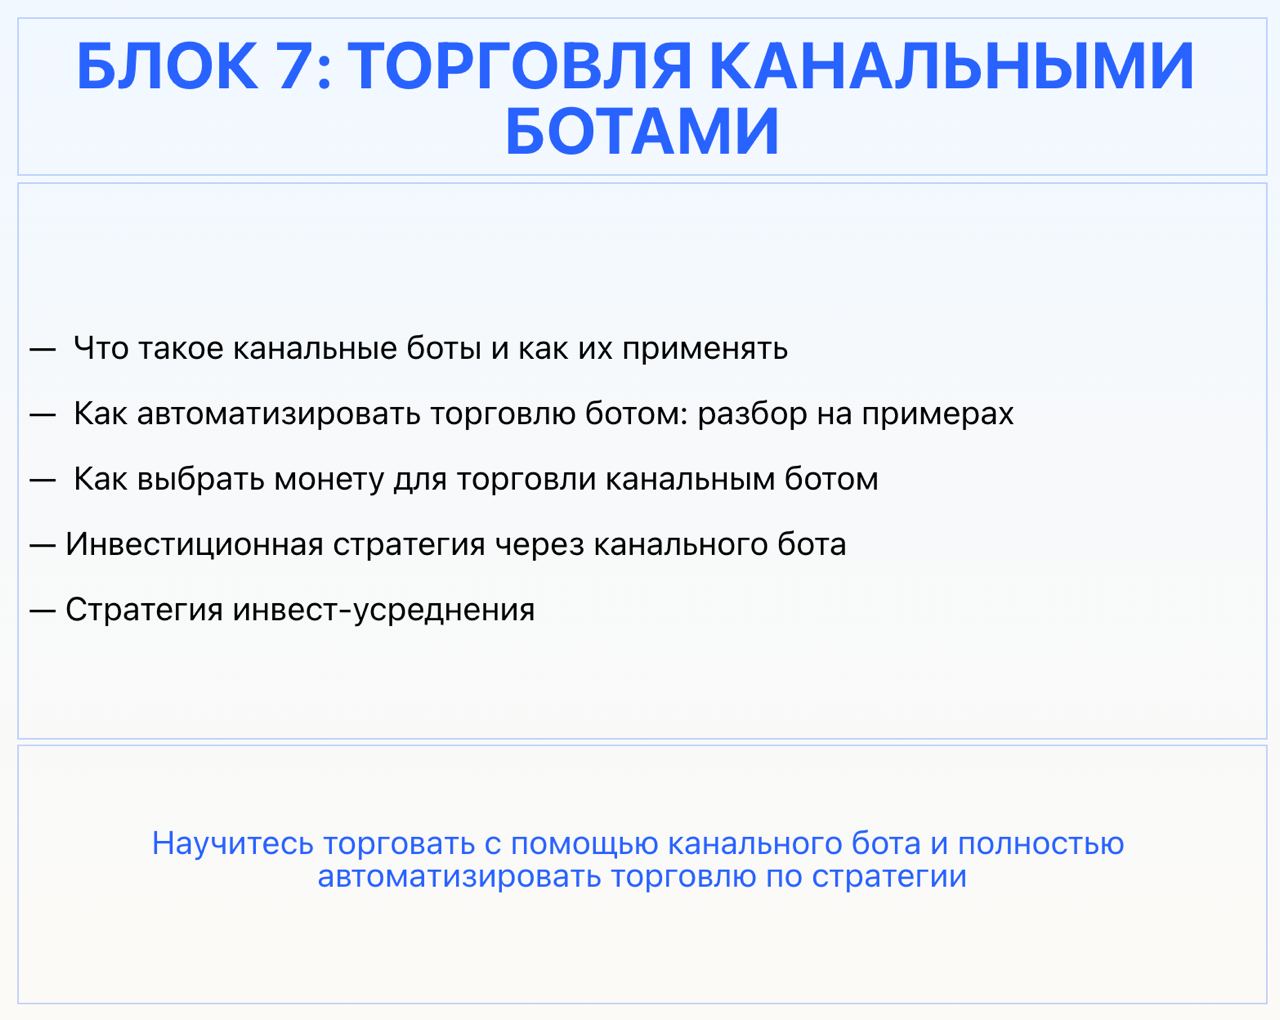 БЛОК 7: ТОРГОВЛЯ КАНАЛЬНЫМИ
БОТАМИ
— Что такое канальные боты и как их применять
— Как автоматизировать торговлю ботом: разбор на примерах
— Как выбрать монету для торговли канальным ботом
— Инвестиционная стратегия через канального бота
— Стратегия инвест-усреднения
Научитесь торговать с помощью канального бота и полностью
автоматизировать торговлю по стратегии